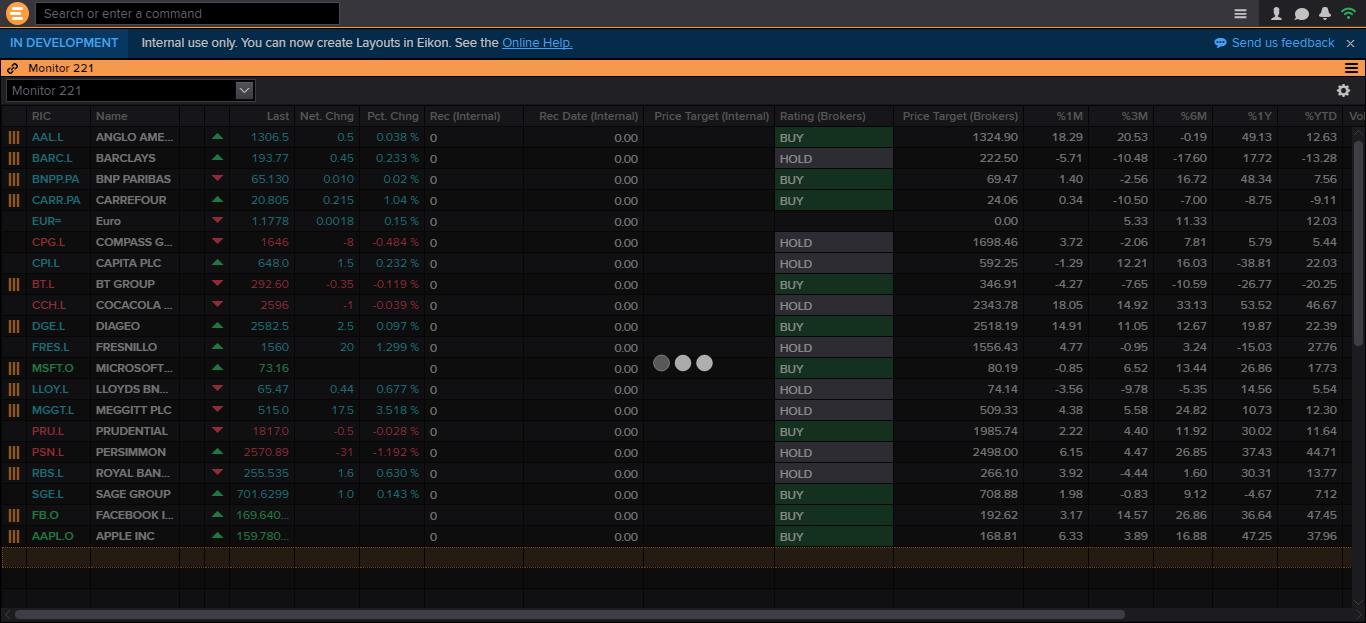 Search or enter a command
IN DEVELOPMENT Internal use only. You can now create Layouts in Eikon. See the Online Help. Send us feedback
Monitor 221
Monitor 221
RIC Name Last Net. Chng Pct. Chng Rec (Internal) Rec Date (Internal) Price Target (Internal) Rating (Brokers) Price Target (Brokers) %1M %3M %6M %1Y %YTD Vol
AAL.L ANGLO AME... 1306.5 0.5 0.038 % 0 0.00 BUY 1324.90 18.29 20.53 -0.19 49.13 12.63
BARC.L BARCLAYS 193.77 0.45 0.233 % 0 0.00 HOLD 222.50 -5.71 -10.48 -17.60 17.72 -13.28
BNPP.PA BNP PARIBAS 65.130 0.010 0.02 % 0 0.00 BUY 69.47 1.40 -2.56 16.72 48.34 7.56
CARR.PA CARREFOUR 20.805 0.215 1.04 % 0 0.00 BUY 24.06 0.34 -10.50 -7.00 -8.75 -9.11
EUR= Euro 1.1778 0.0018 0.15 % 0 0.00 0.00 5.33 11.33 12.03
CPG.L COMPASS G... 1646 -8 -0.484 % 0 0.00 HOLD 1698.46 3.72 -2.06 7.81 5.79 5.44
CPI.L CAPITA PLC 648.0 1.5 0.232 % 0 0.00 HOLD 592.25 -1.29 12.21 16.03 -38.81 22.03
BT.L BT GROUP 292.60 -0.35 -0.119 % 0 0.00 BUY 346.91 -4.27 -7.65 -10.59 -26.77 -20.25
CCH.L COCACOLA ... 2596 -1 -0.039 % 0 0.00 HOLD 2343.78 18.05 14.92 33.13 53.52 46.67
DGE.L DIAGEO 2582.5 2.5 0.097 % 0 0.00 BUY 2518.19 14.91 11.05 12.67 19.87 22.39
FRES.L FRESNILLO 1560 20 1.299 % 0 0.00 HOLD 1556.43 4.77 -0.95 3.24 -15.03 27.76
MSFT.O MICROSOFT... 73.16 0 0.00 BUY 80.19 -0.85 6.52 13.44 26.86 17.73
LLOY.L LLOYDS BN... 65.47 0.44 0.677 % 0 0.00 HOLD 74.14 -3.56 -9.78 -5.35 14.56 5.54
MGGT.L MEGGITT PLC 515.0 17.5 3.518 % 0 0.00 HOLD 509.33 4.38 5.58 24.82 10.73 12.30
PRU.L PRUDENTIAL 1817.0 -0.5 -0.028 % 0 0.00 BUY 1985.74 2.22 4.40 11.92 30.02 11.64
PSN.L PERSIMMON 2570.89 -31 -1.192 % 0 0.00 HOLD 2498.00 6.15 4.47 26.85 37.43 44.71
RBS.L ROYAL BAN... 255.535 1.6 0.630 % 0 0.00 HOLD 266.10 3.92 -4.44 1.60 30.31 13.77
SGE.L SAGE GROUP 701.6299 1.0 0.143 % 0 0.00 BUY 708.88 1.98 -0.83 9.12 -4.67 7.12
FB.O FACEBOOK I... 169.640... 0 0.00 BUY 192.62 3.17 14.57 26.86 36.64 47.45
AAPL.O APPLE INC 159.780... 0 0.00 BUY 168.81 6.33 3.89 16.88 47.25 37.96